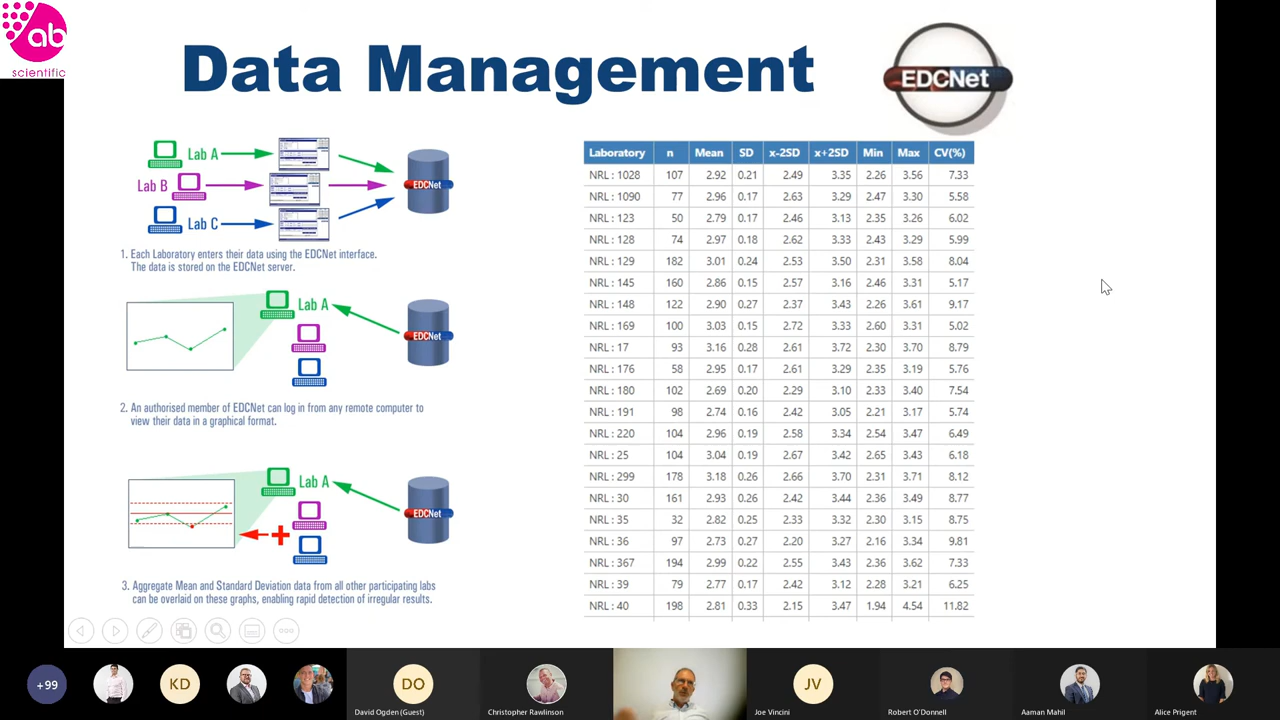 ab
scientific
Data Management
EDCNet
Lab A
Lab B
Lab C
EDCNet
1. Each Laboratory enters their data using the EDCNet interface.
The data is stored on the EDCNet server.
Lab A
EDCNet
2. An authorised member of EDCNet can log in from any remote computer to
view their data in a graphical format.
Lab A
EDCNet
3. Aggregate Mean and Standard Deviation data from all other participating labs
can be overlaid on these graphs, enabling rapid detection of irregular results.
Laboratory n Mean SD x-2SD x+2SD Min Max CV(%)
NRL : 1028 107 2.92 0.21 2.49 3.35 2.26 3.56 7.33
NRL : 1090 77 2.96 0.17 2.63 3.29 2.47 3.30 5.58
NRL : 123 50 2.79 0.17 2.46 3.13 2.35 3.26 6.02
NRL : 128 74 2.97 0.18 2.62 3.33 2.43 3.29 5.99
NRL : 129 182 3.01 0.24 2.53 3.50 2.31 3.58 8.04
NRL : 145 160 2.86 0.15 2.57 3.16 2.46 3.31 5.17
NRL : 148 122 2.90 0.27 2.37 3.43 2.26 3.61 9.17
NRL : 169 100 3.03 0.15 2.72 3.33 2.60 3.31 5.02
NRL : 17 93 3.16 0.28 2.61 3.72 2.30 3.70 8.79
NRL : 176 58 2.95 0.17 2.61 3.29 2.35 3.19 5.76
NRL : 180 102 2.69 0.20 2.29 3.10 2.33 3.40 7.54
NRL : 191 98 2.74 0.16 2.42 3.05 2.21 3.17 5.74
NRL : 220 104 2.96 0.19 2.58 3.34 2.54 3.47 6.49
NRL : 25 104 3.04 0.19 2.67 3.42 2.65 3.43 6.18
NRL : 299 178 3.18 0.26 2.66 3.70 2.31 3.71 8.12
NRL : 30 161 2.93 0.26 2.42 3.44 2.36 3.49 8.77
NRL : 35 32 2.82 0.25 2.33 3.32 2.30 3.15 8.75
NRL : 36 97 2.73 0.27 2.20 3.27 2.16 3.34 9.81
NRL : 367 194 2.99 0.22 2.55 3.43 2.36 3.62 7.33
NRL : 39 79 2.77 0.17 2.42 3.12 2.28 3.21 6.25
NRL : 40 198 2.81 0.33 2.15 3.47 1.94 4.54 11.82
+99
KD
DO
JV
David Ogden (Guest)
Christopher Rawlinson
Joe Vincini
Robert O'Donnell
Aaman Mahil
Alice Prigent